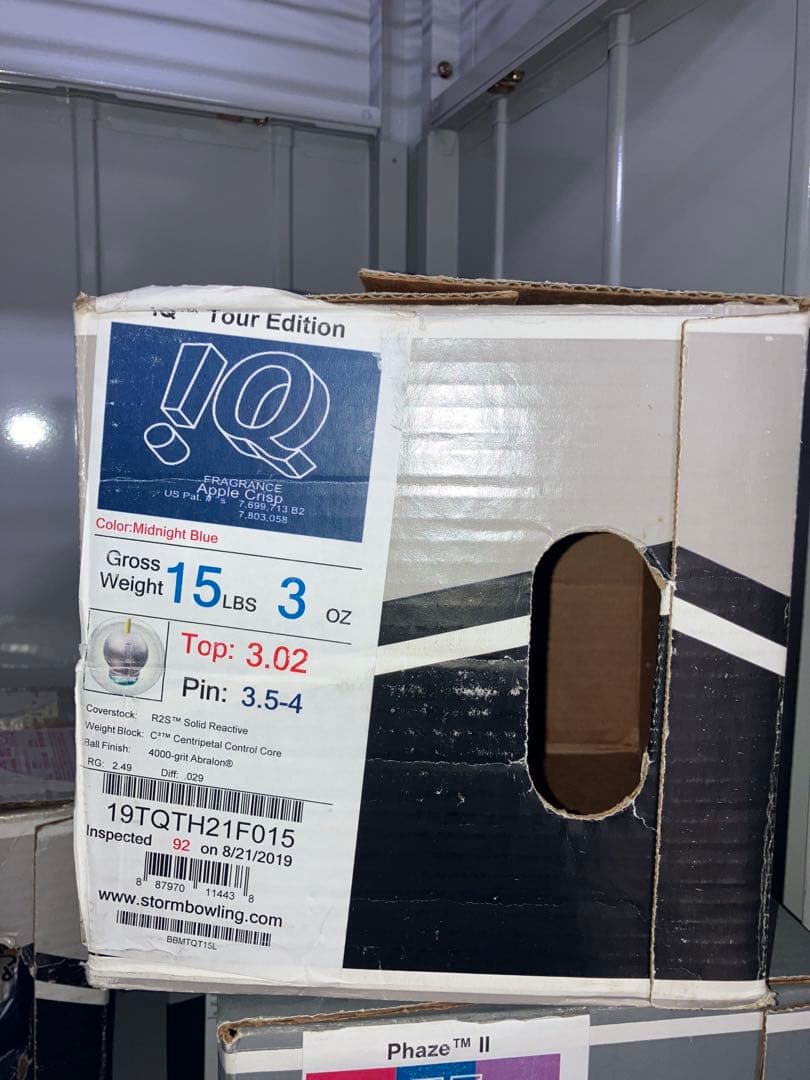 Tour Edition
!Q
FRAGRANCE
Apple Crisp
US Pat. #'s 7,699,713 B2
7,803,058
Color:Midnight Blue
Gross Weight 15 LBS 3 OZ
Top: 3.02
Pin: 3.5-4
Coverstock: R2S™ Solid Reactive
Weight Block: C³™ Centripetal Control Core
Ball Finish: 4000-grit Abralon®
RG: 2.49 Diff: .029
19TQTH21F015
Inspected 92 on 8/21/2019
8 87970 11443 8
www.stormbowling.com
BBMTQT15L
Phaze™ II